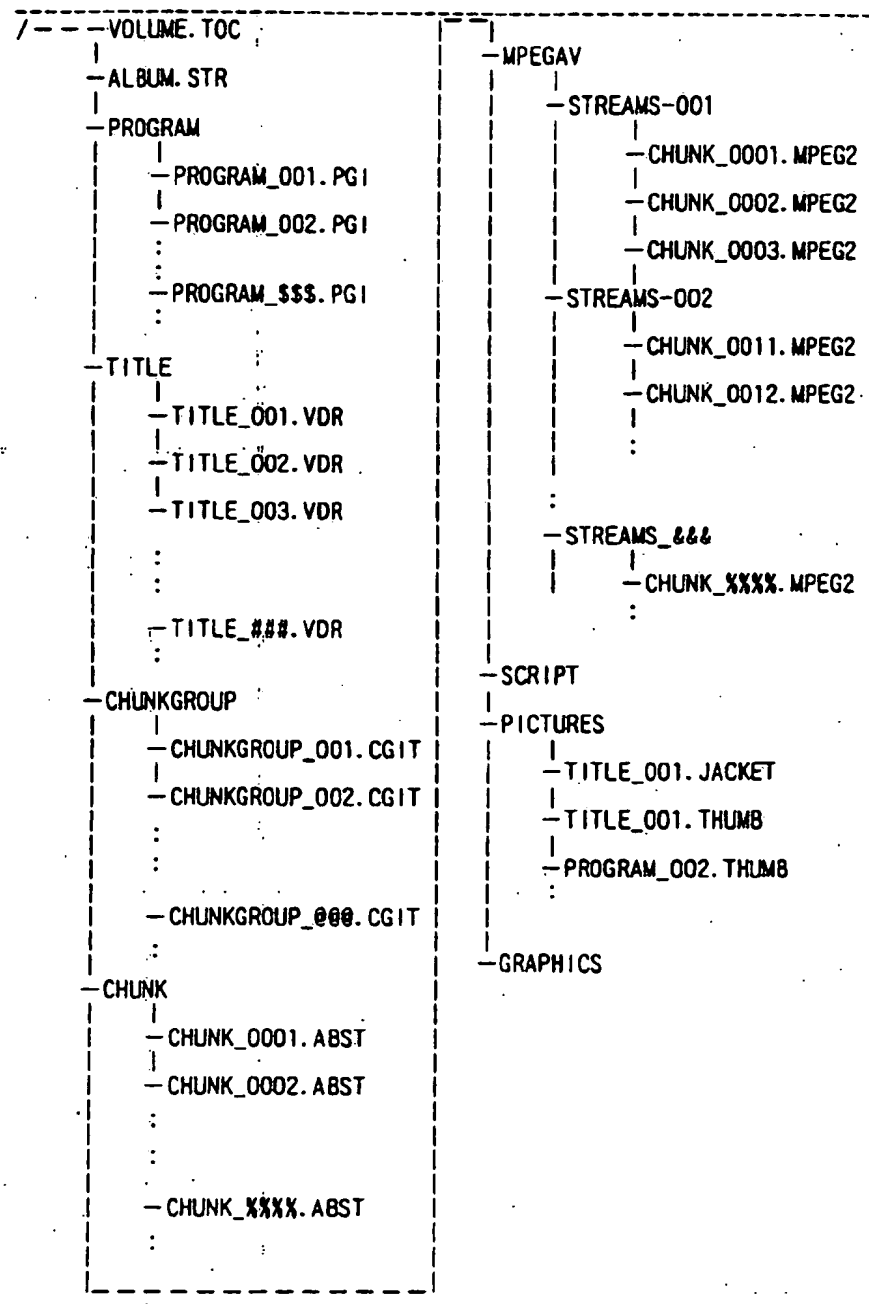 /VOLUME.TOC
ALBUM.STR
PROGRAM
PROGRAM_001.PGI
PROGRAM_002.PGI
PROGRAM_$$$.PGI
TITLE
TITLE_001.VDR
TITLE_002.VDR
TITLE_003.VDR
TITLE_###.VDR
CHUNKGROUP
CHUNKGROUP_001.CGIT
CHUNKGROUP_002.CGIT
CHUNKGROUP_@@@.CGIT
CHUNK
CHUNK_0001.ABST
CHUNK_0002.ABST
CHUNK_%%%%.ABST
MPEGAV
STREAMS-001
CHUNK_0001.MPEG2
CHUNK_0002.MPEG2
CHUNK_0003.MPEG2
STREAMS-002
CHUNK_0011.MPEG2
CHUNK_0012.MPEG2
STREAMS_&&&
CHUNK_%%%%.MPEG2
SCRIPT
PICTURES
TITLE_001.JACKET
TITLE_001.THUMB
PROGRAM_002.THUMB
GRAPHICS